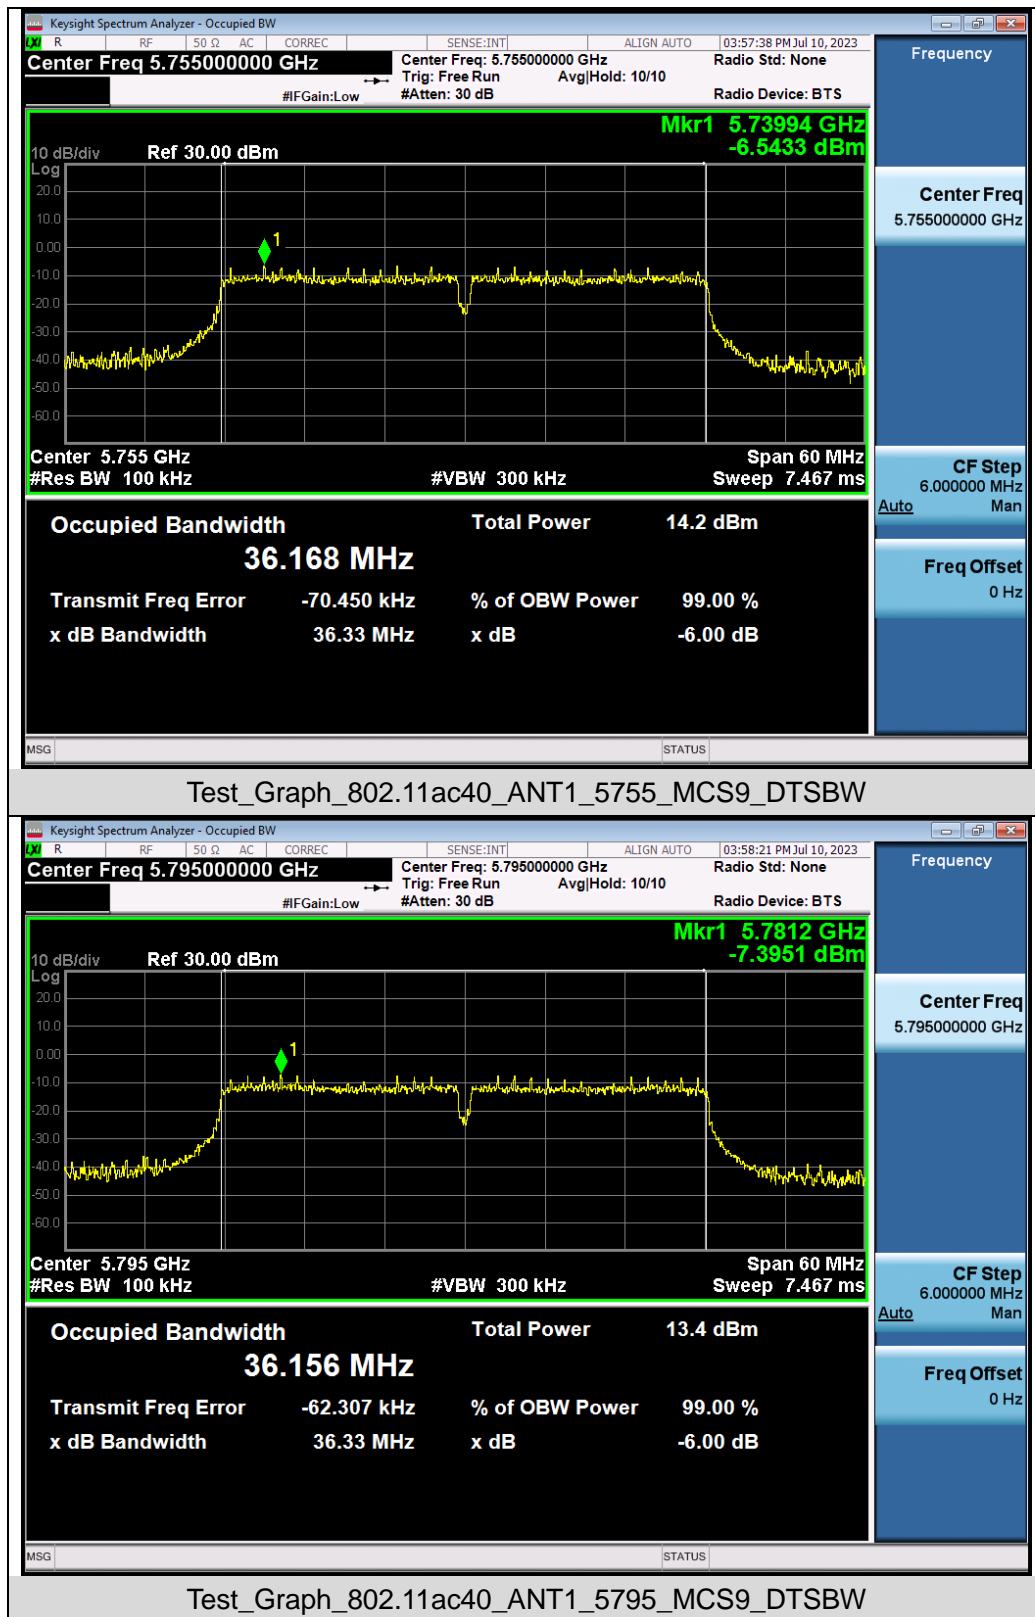 Keysight Spectrum Analyzer - Occupied BW
LXI R RF 50 Ω AC CORREC SENSE:INT ALIGN AUTO 03:57:38 PM Jul 10, 2023
Center Freq 5.755000000 GHz Center Freq: 5.755000000 GHz Radio Std: None
Trig: Free Run Avg|Hold: 10/10
#IFGain:Low #Atten: 30 dB Radio Device: BTS
Frequency
Mkr1 5.73994 GHz
10 dB/div Ref 30.00 dBm -6.5433 dBm
Log
20.0
10.0
0.00
-10.0
-20.0
-30.0
-40.0
-50.0
-60.0
1
Center 5.755 GHz Span 60 MHz
#Res BW 100 kHz #VBW 300 kHz Sweep 7.467 ms
Center Freq
5.755000000 GHz
CF Step
6.000000 MHz
Auto Man
Freq Offset
0 Hz
Occupied Bandwidth Total Power 14.2 dBm
36.168 MHz
Transmit Freq Error -70.450 kHz % of OBW Power 99.00 %
x dB Bandwidth 36.33 MHz x dB -6.00 dB
MSG STATUS
Test_Graph_802.11ac40_ANT1_5755_MCS9_DTSBW
Keysight Spectrum Analyzer - Occupied BW
LXI R RF 50 Ω AC CORREC SENSE:INT ALIGN AUTO 03:58:21 PM Jul 10, 2023
Center Freq 5.795000000 GHz Center Freq: 5.795000000 GHz Radio Std: None
Trig: Free Run Avg|Hold: 10/10
#IFGain:Low #Atten: 30 dB Radio Device: BTS
Frequency
Mkr1 5.7812 GHz
10 dB/div Ref 30.00 dBm -7.3951 dBm
Log
20.0
10.0
0.00
-10.0
-20.0
-30.0
-40.0
-50.0
-60.0
1
Center 5.795 GHz Span 60 MHz
#Res BW 100 kHz #VBW 300 kHz Sweep 7.467 ms
Center Freq
5.795000000 GHz
CF Step
6.000000 MHz
Auto Man
Freq Offset
0 Hz
Occupied Bandwidth Total Power 13.4 dBm
36.156 MHz
Transmit Freq Error -62.307 kHz % of OBW Power 99.00 %
x dB Bandwidth 36.33 MHz x dB -6.00 dB
MSG STATUS
Test_Graph_802.11ac40_ANT1_5795_MCS9_DTSBW